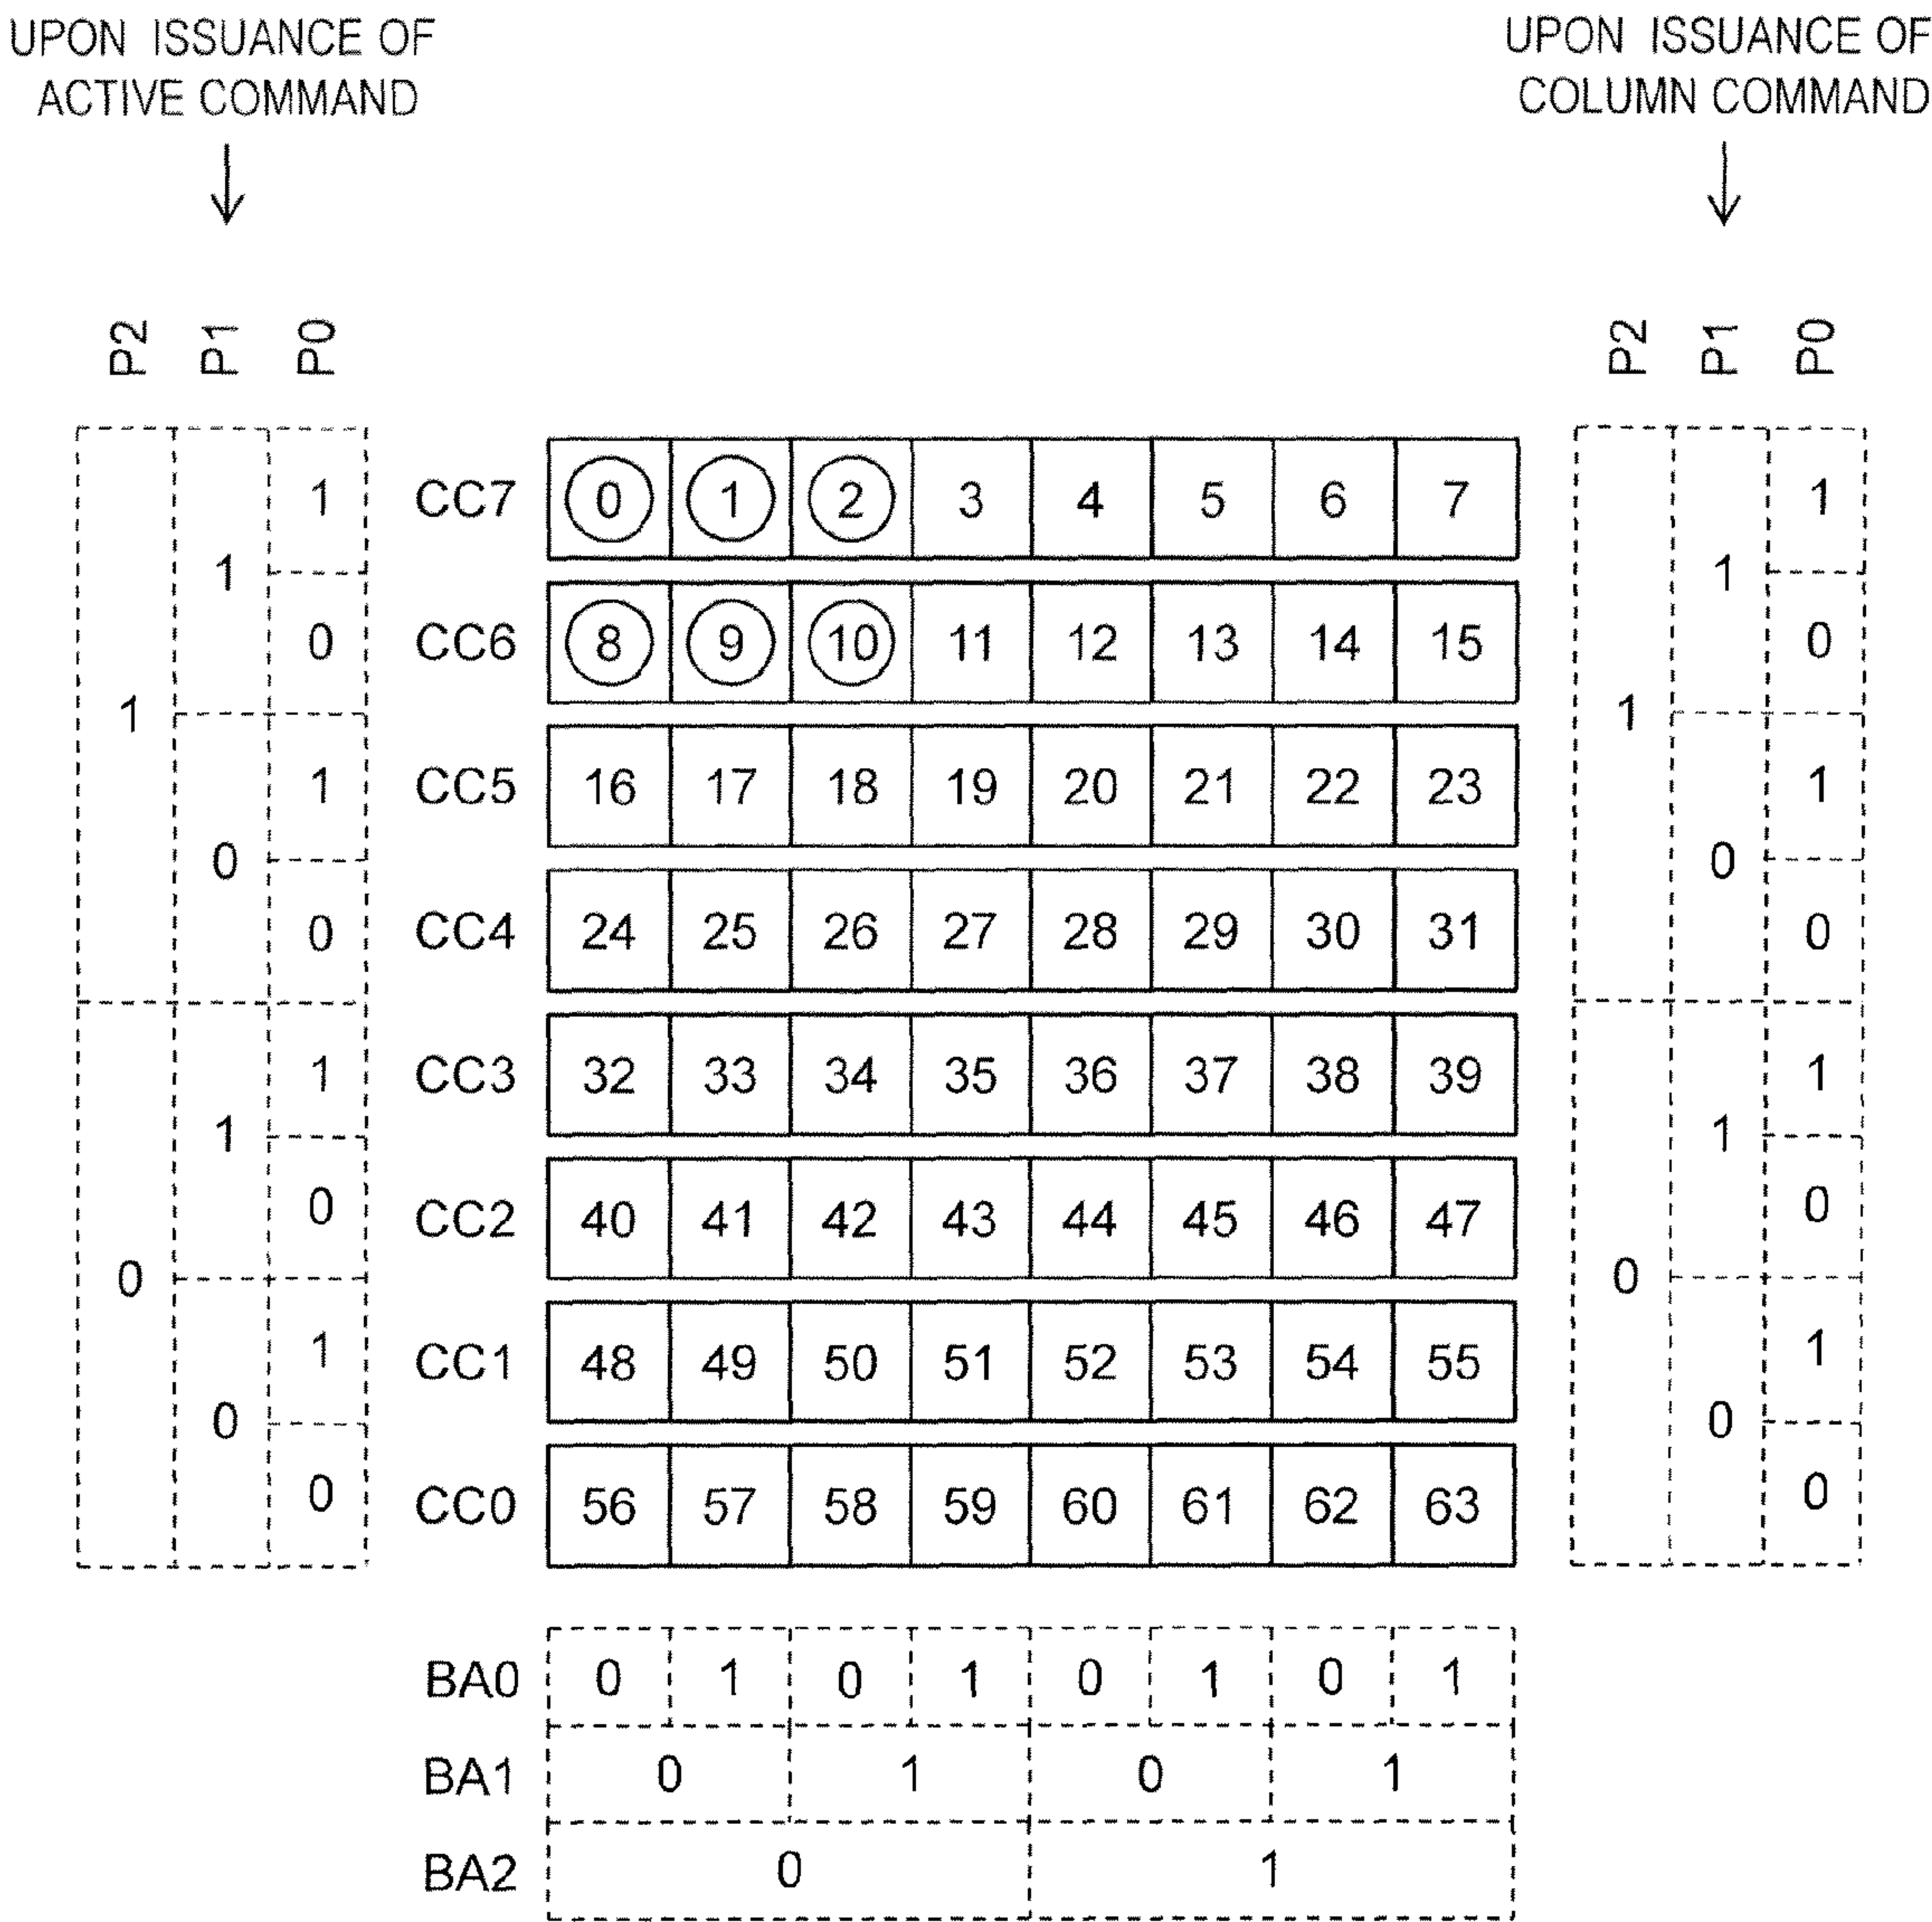 UPON ISSUANCE OF
ACTIVE COMMAND
UPON ISSUANCE OF
COLUMN COMMAND
P2 P1 P0
P2 P1 P0
1 CC7 0 1 2 3 4 5 6 7 1
1 1
0 CC6 8 9 10 11 12 13 14 15 0
1 1
1 CC5 16 17 18 19 20 21 22 23 1
0 0
0 CC4 24 25 26 27 28 29 30 31 0
1 CC3 32 33 34 35 36 37 38 39 1
1 1
0 CC2 40 41 42 43 44 45 46 47 0
0 0
1 CC1 48 49 50 51 52 53 54 55 1
0 0
0 CC0 56 57 58 59 60 61 62 63 0
BA0 0 1 0 1 0 1 0 1
BA1 0 1 0 1
BA2 0 1